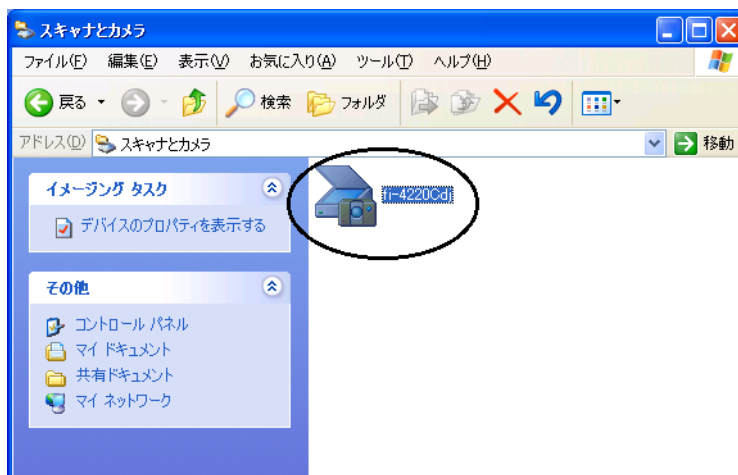 スキャナとカメラ
ファイル(F) 編集(E) 表示(V) お気に入り(A) ツール(T) ヘルプ(H)
戻る 検索 フォルダ
アドレス(D) スキャナとカメラ 移動
イメージング タスク
デバイスのプロパティを表示する
fi-4220Cdj
その他
コントロール パネル
マイ ドキュメント
共有ドキュメント
マイ ネットワーク